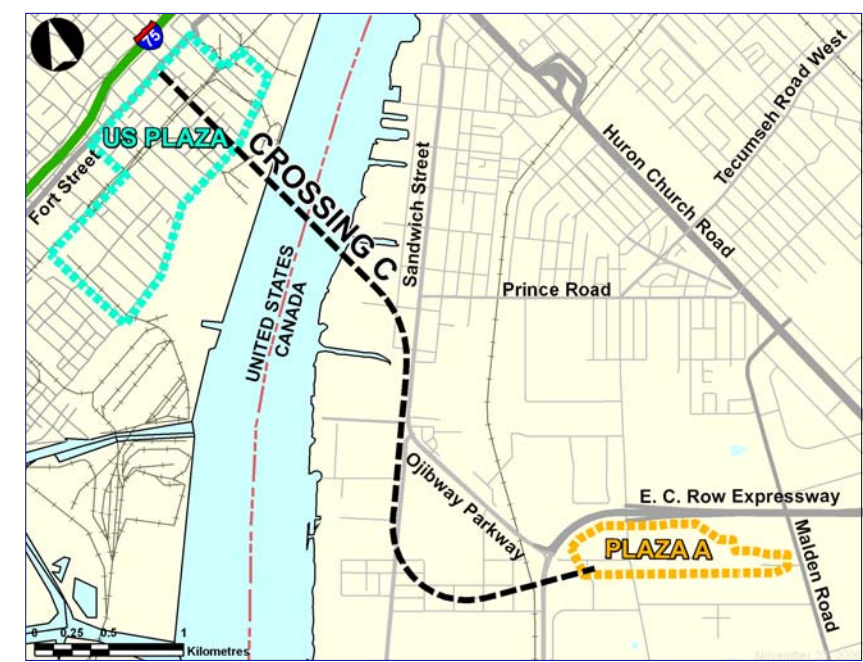 75
US PLAZA
Fort Street
CROSSING C
UNITED STATES
CANADA
Sandwich Street
Huron Church Road
Tecumseh Road West
Prince Road
Ojibway Parkway
E. C. Row Expressway
PLAZA A
Malden Road
0 0.25 0.5 1
Kilometres